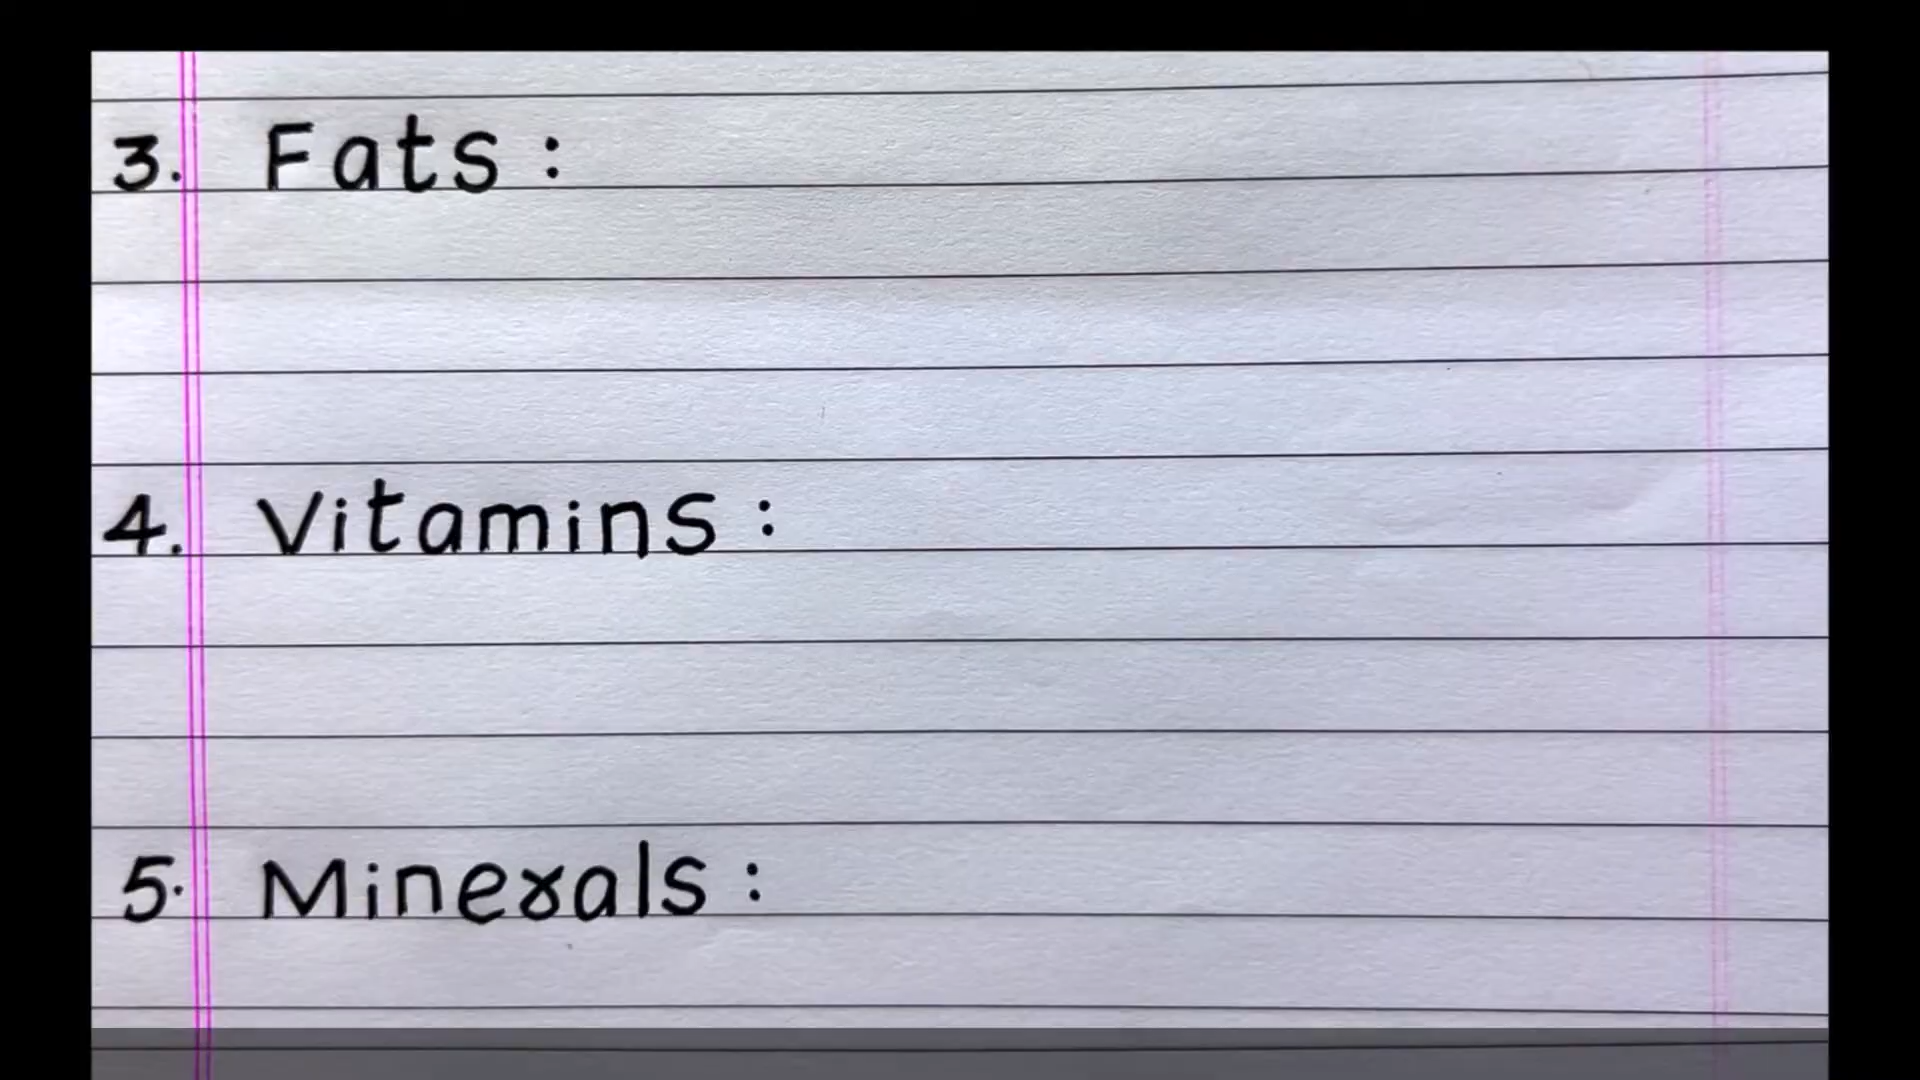 3. Fats :
4. Vitamins :
5. Minerals :